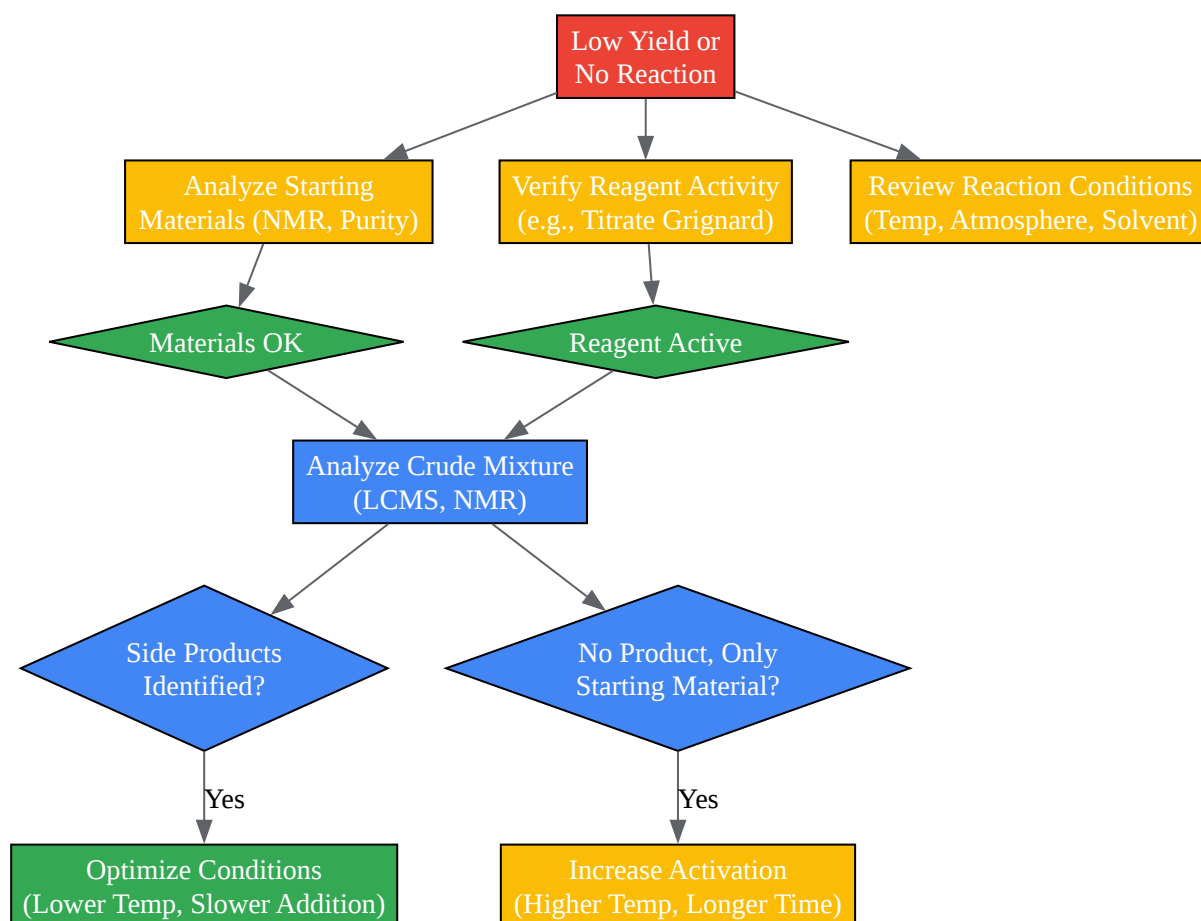 Low Yield or
No Reaction
Analyze Starting
Materials (NMR, Purity)
Verify Reagent Activity
(e.g., Titrate Grignard)
Review Reaction Conditions
(Temp, Atmosphere, Solvent)
Materials OK
Reagent Active
Analyze Crude Mixture
(LCMS, NMR)
Side Products
Identified?
No Product, Only
Starting Material?
Yes
Yes
Optimize Conditions
(Lower Temp, Slower Addition)
Increase Activation
(Higher Temp, Longer Time)